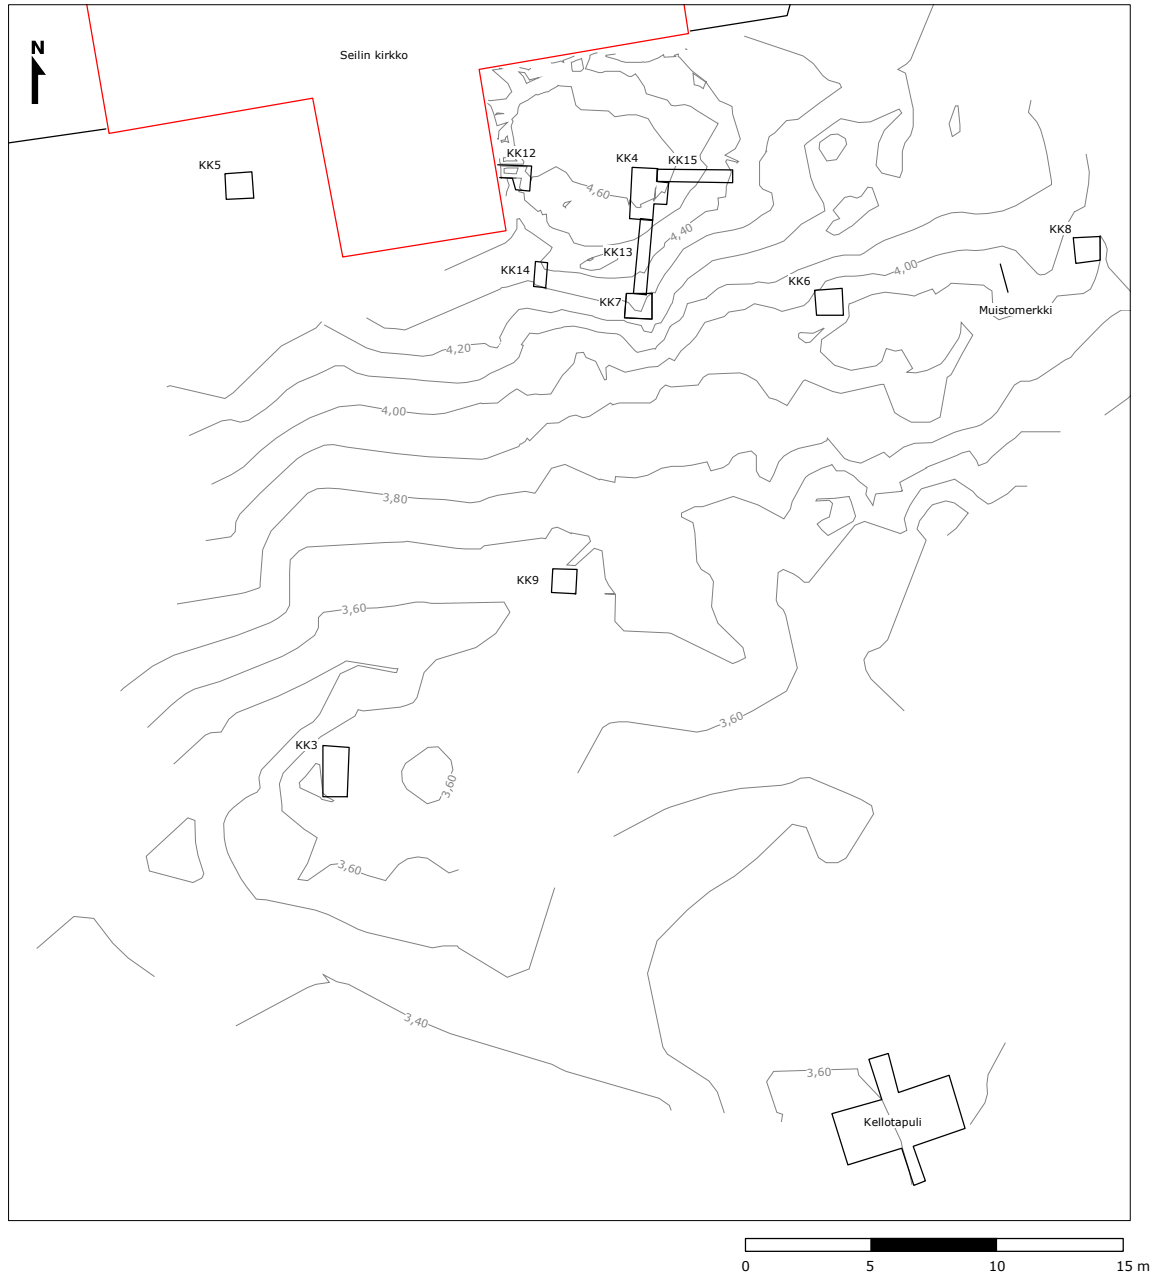 N
Seilin kirkko
KK5
KK12
KK4
KK15
4,60
4,40
KK13
KK14
KK7
KK6
4,00
KK8
Muistomerkki
4,20
4,00
3,80
KK9
3,60
3,60
KK3
3,60
3,60
3,40
3,60
Kellotapuli
0 5 10 15 m